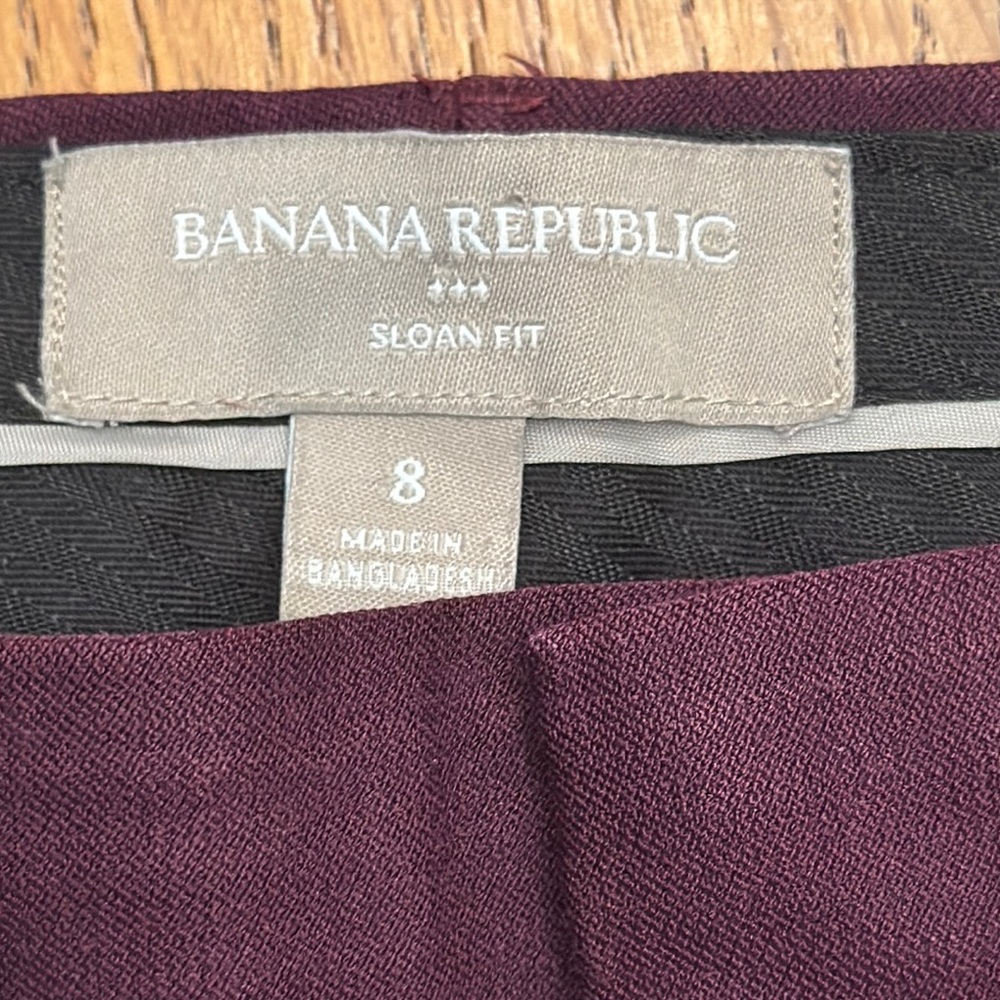 BANANA REPUBLIC
SLOAN FIT
8
MADE IN
BANGLADESH